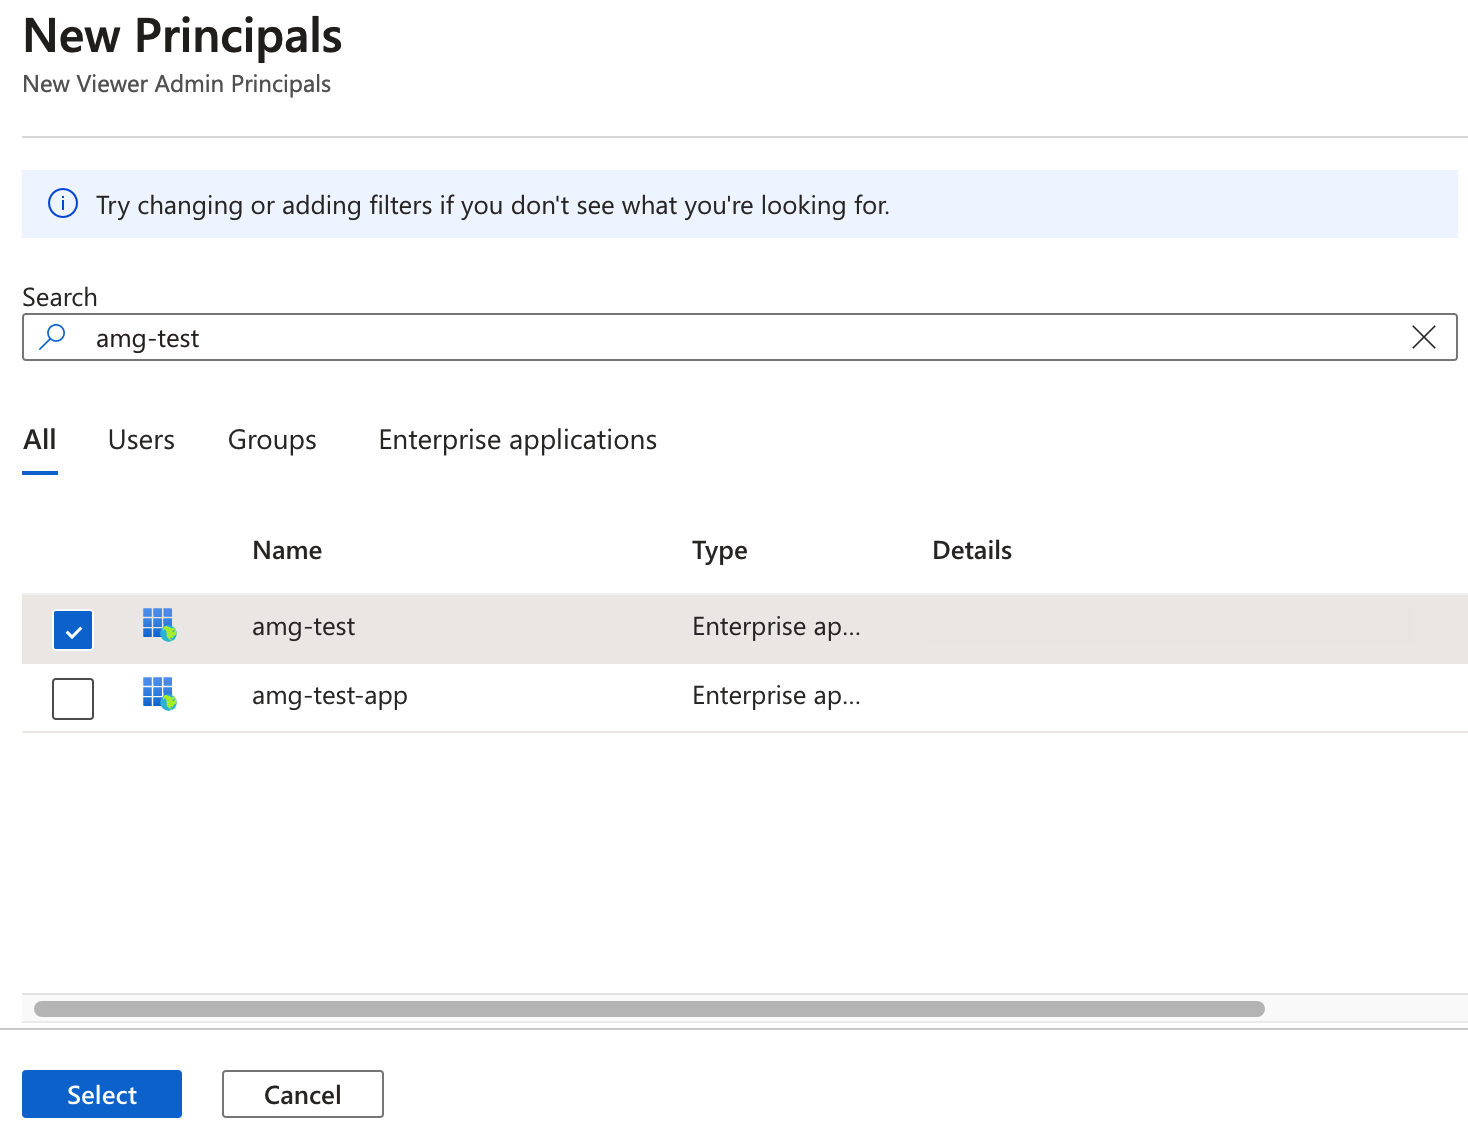 New Principals
New Viewer Admin Principals
Try changing or adding filters if you don't see what you're looking for.
Search
amg-test
All Users Groups Enterprise applications
Name Type Details
amg-test Enterprise ap...
amg-test-app Enterprise ap...
Select Cancel